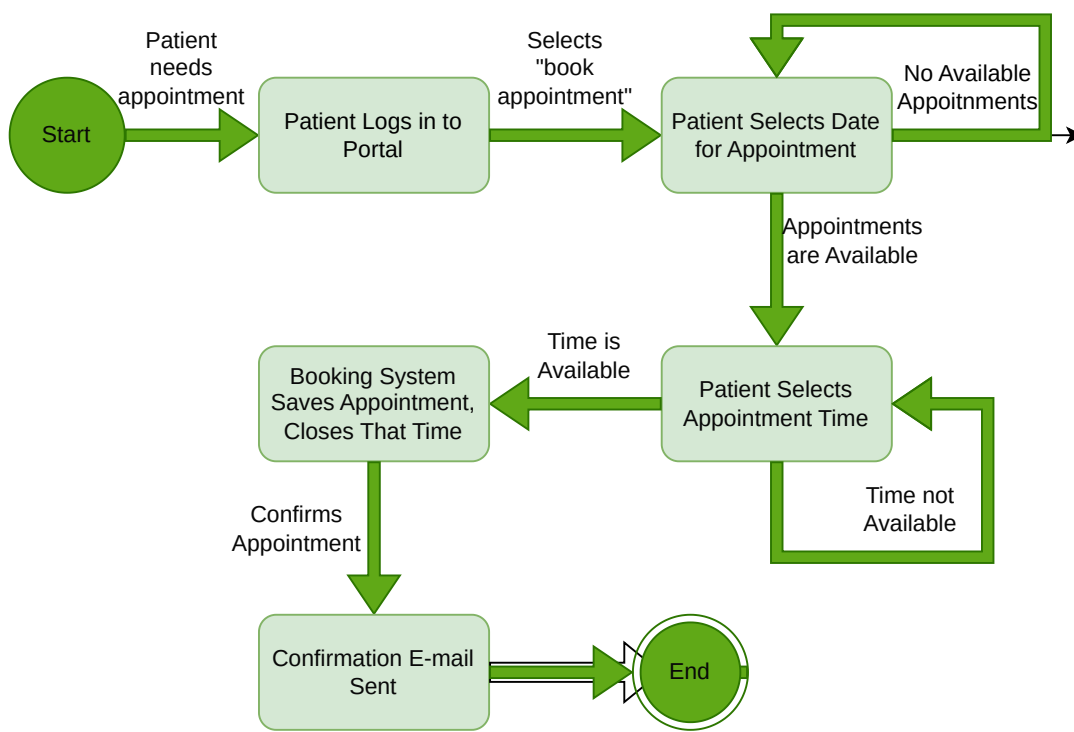 Patient
needs
appointment
Start
Patient Logs in to
Portal
Selects
"book
appointment"
Patient Selects Date
for Appointment
No Available
Appoitnments
Appointments
are Available
Patient Selects
Appointment Time
Time not
Available
Time is
Available
Booking System
Saves Appointment,
Closes That Time
Confirms
Appointment
Confirmation E-mail
Sent
End